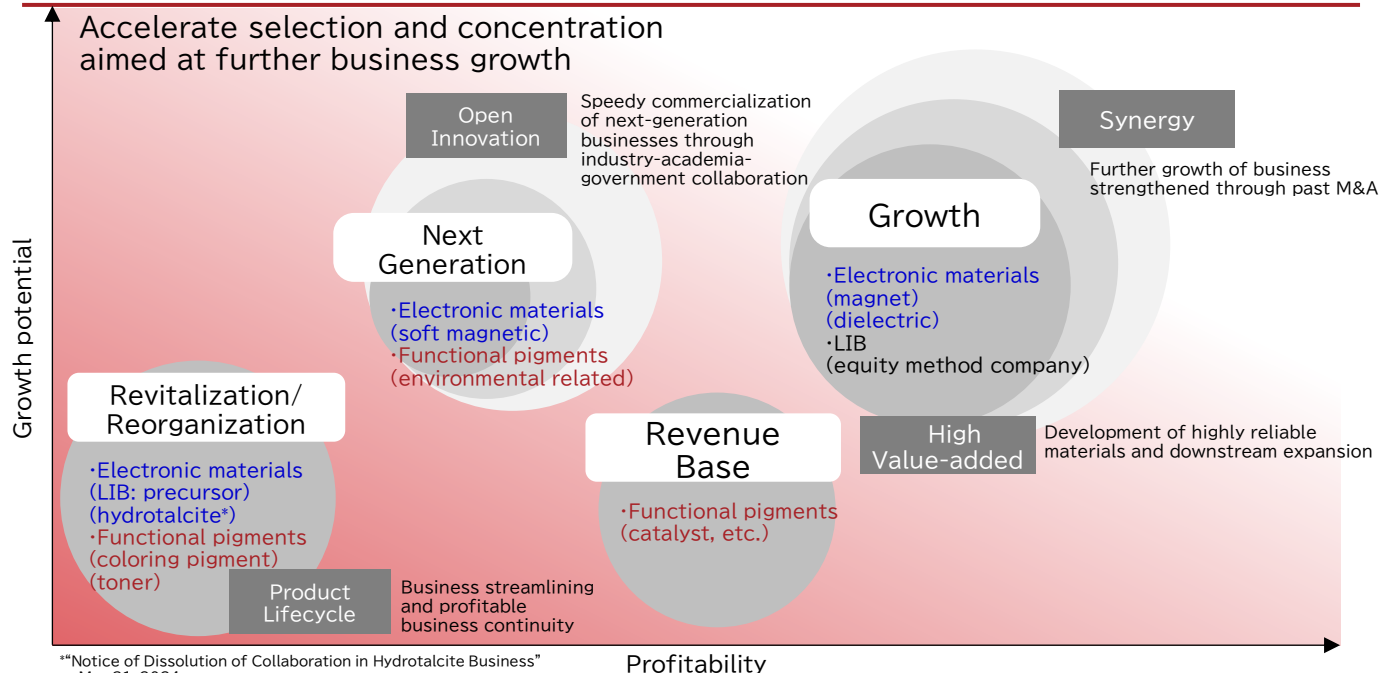 Accelerate selection and concentration
aimed at further business growth
Open
Innovation
Speedy commercialization
of next-generation
businesses through
industry-academia-
government collaboration
Synergy
Further growth of business
strengthened through past M&A
Growth
・Electronic materials
(magnet)
(dielectric)
・LIB
(equity method company)
Next
Generation
・Electronic materials
(soft magnetic)
・Functional pigments
(environmental related)
Growth potential
Revitalization/
Reorganization
・Electronic materials
(LIB: precursor)
(hydrotalcite*)
・Functional pigments
(coloring pigment)
(toner)
Product
Lifecycle
Business streamlining
and profitable
business continuity
Revenue
Base
・Functional pigments
(catalyst, etc.)
High
Value-added
Development of highly reliable
materials and downstream expansion
Profitability
*“Notice of Dissolution of Collaboration in Hydrotalcite Business”